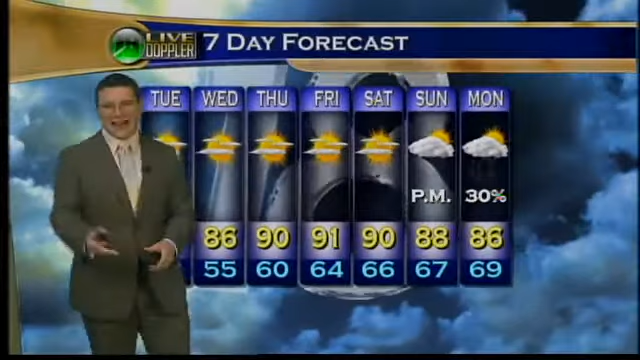 LIVE
DOPPLER
7 DAY FORECAST
TUE WED THU FRI SAT SUN MON
P.M. 30%
86 90 91 90 88 86
55 60 64 66 67 69